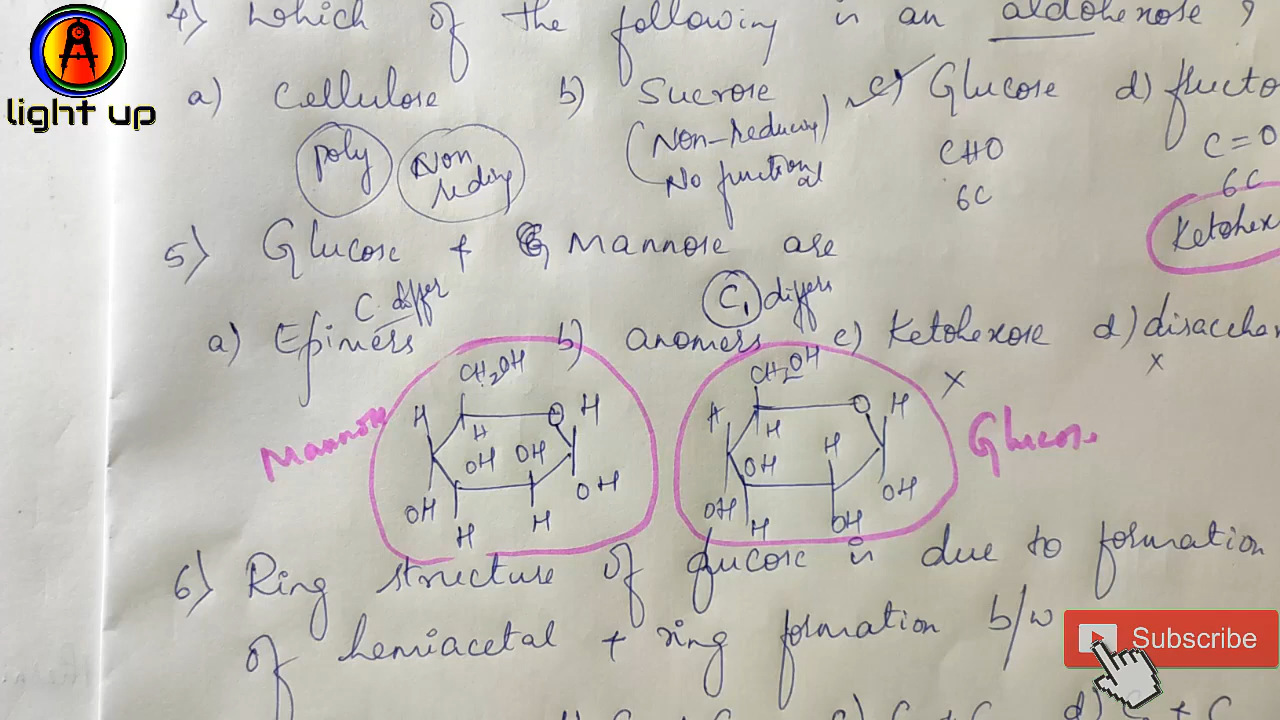 4) Which of the following is an aldohexose ?
light up
a) Cellulose b) Sucrose c) Glucose d) fructo
poly Non reducing (Non-reducing) No functional CHO 6C C=O 6C
Ketohex
5) Glucose + Mannose are
C differ C1 differs
a) Epimers b) anomers c) Ketohexose d) disacchar
x x
CH2OH CH2OH
Mannose H O H H O H Glucose
H H H
OH OH OH
OH OH OH OH
H H H OH
6) Ring structure of glucose is due to formation
of hemiacetal + ring formation b/w
Subscribe